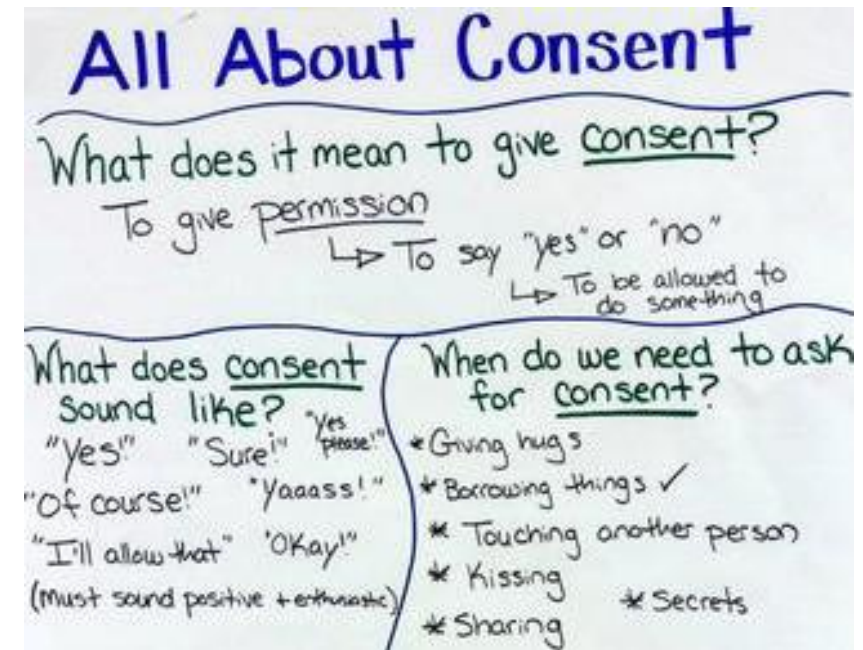 All About Consent
What does it mean to give consent?
To give permission
↳ To say "yes" or "no"
↳ To be allowed to
do something
What does consent
sound like?
"Yes!" "Sure!" "Yes
please!"
"Of course!" "Yaaass!"
"I'll allow that" "Okay!"
(Must sound positive + enthusiastic)
When do we need to ask
for consent?
* Giving hugs
* Borrowing things ✓
* Touching another person
* Kissing
* Secrets
* Sharing